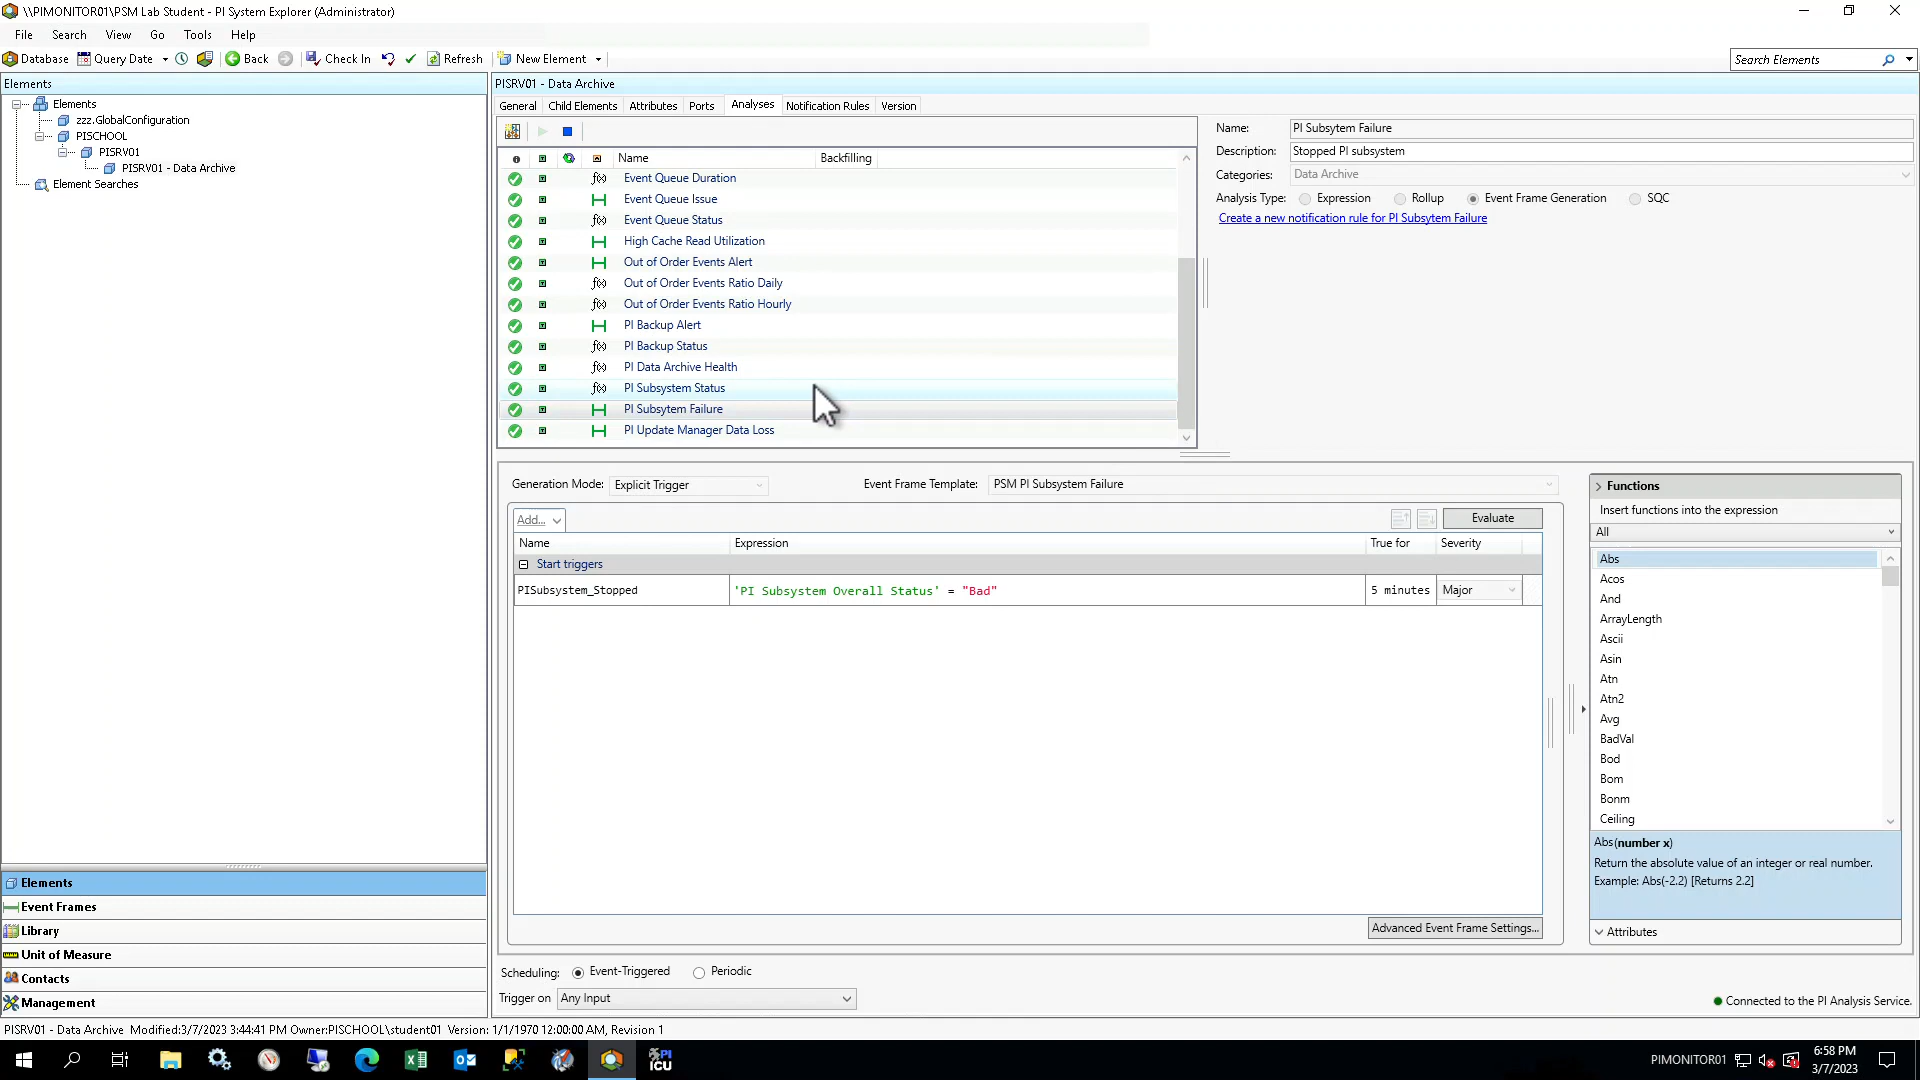 \\PIMONITOR01\PSM Lab Student - PI System Explorer (Administrator)
File Search View Go Tools Help
Database Query Date Back Check In Refresh New Element Search Elements
Elements
Elements
zzz.GlobalConfiguration
PISCHOOL
PISRV01
PISRV01 - Data Archive
Element Searches
Elements
Event Frames
Library
Unit of Measure
Contacts
Management
PISRV01 - Data Archive
General Child Elements Attributes Ports Analyses Notification Rules Version
Name Backfilling
f(x) Event Queue Duration
Event Queue Issue
f(x) Event Queue Status
High Cache Read Utilization
Out of Order Events Alert
f(x) Out of Order Events Ratio Daily
f(x) Out of Order Events Ratio Hourly
PI Backup Alert
f(x) PI Backup Status
f(x) PI Data Archive Health
f(x) PI Subsystem Status
PI Subsytem Failure
PI Update Manager Data Loss
Name: PI Subsytem Failure
Description: Stopped PI subsystem
Categories: Data Archive
Analysis Type: Expression Rollup Event Frame Generation SQC
Create a new notification rule for PI Subsytem Failure
Generation Mode: Explicit Trigger Event Frame Template: PSM PI Subsystem Failure
Add... Evaluate
Name Expression True for Severity
Start triggers
PISubsystem_Stopped 'PI Subsystem Overall Status' = "Bad" 5 minutes Major
Advanced Event Frame Settings...
Functions
Insert functions into the expression
All
Abs
Acos
And
ArrayLength
Ascii
Asin
Atn
Atn2
Avg
BadVal
Bod
Bom
Bonm
Ceiling
Abs(number x)
Return the absolute value of an integer or real number.
Example: Abs(-2.2) [Returns 2.2]
Attributes
Scheduling: Event-Triggered Periodic
Trigger on Any Input
Connected to the PI Analysis Service.
PISRV01 - Data Archive Modified:3/7/2023 3:44:41 PM Owner:PISCHOOL\student01 Version: 1/1/1970 12:00:00 AM, Revision 1
PI
ICU
PIMONITOR01
6:58 PM
3/7/2023